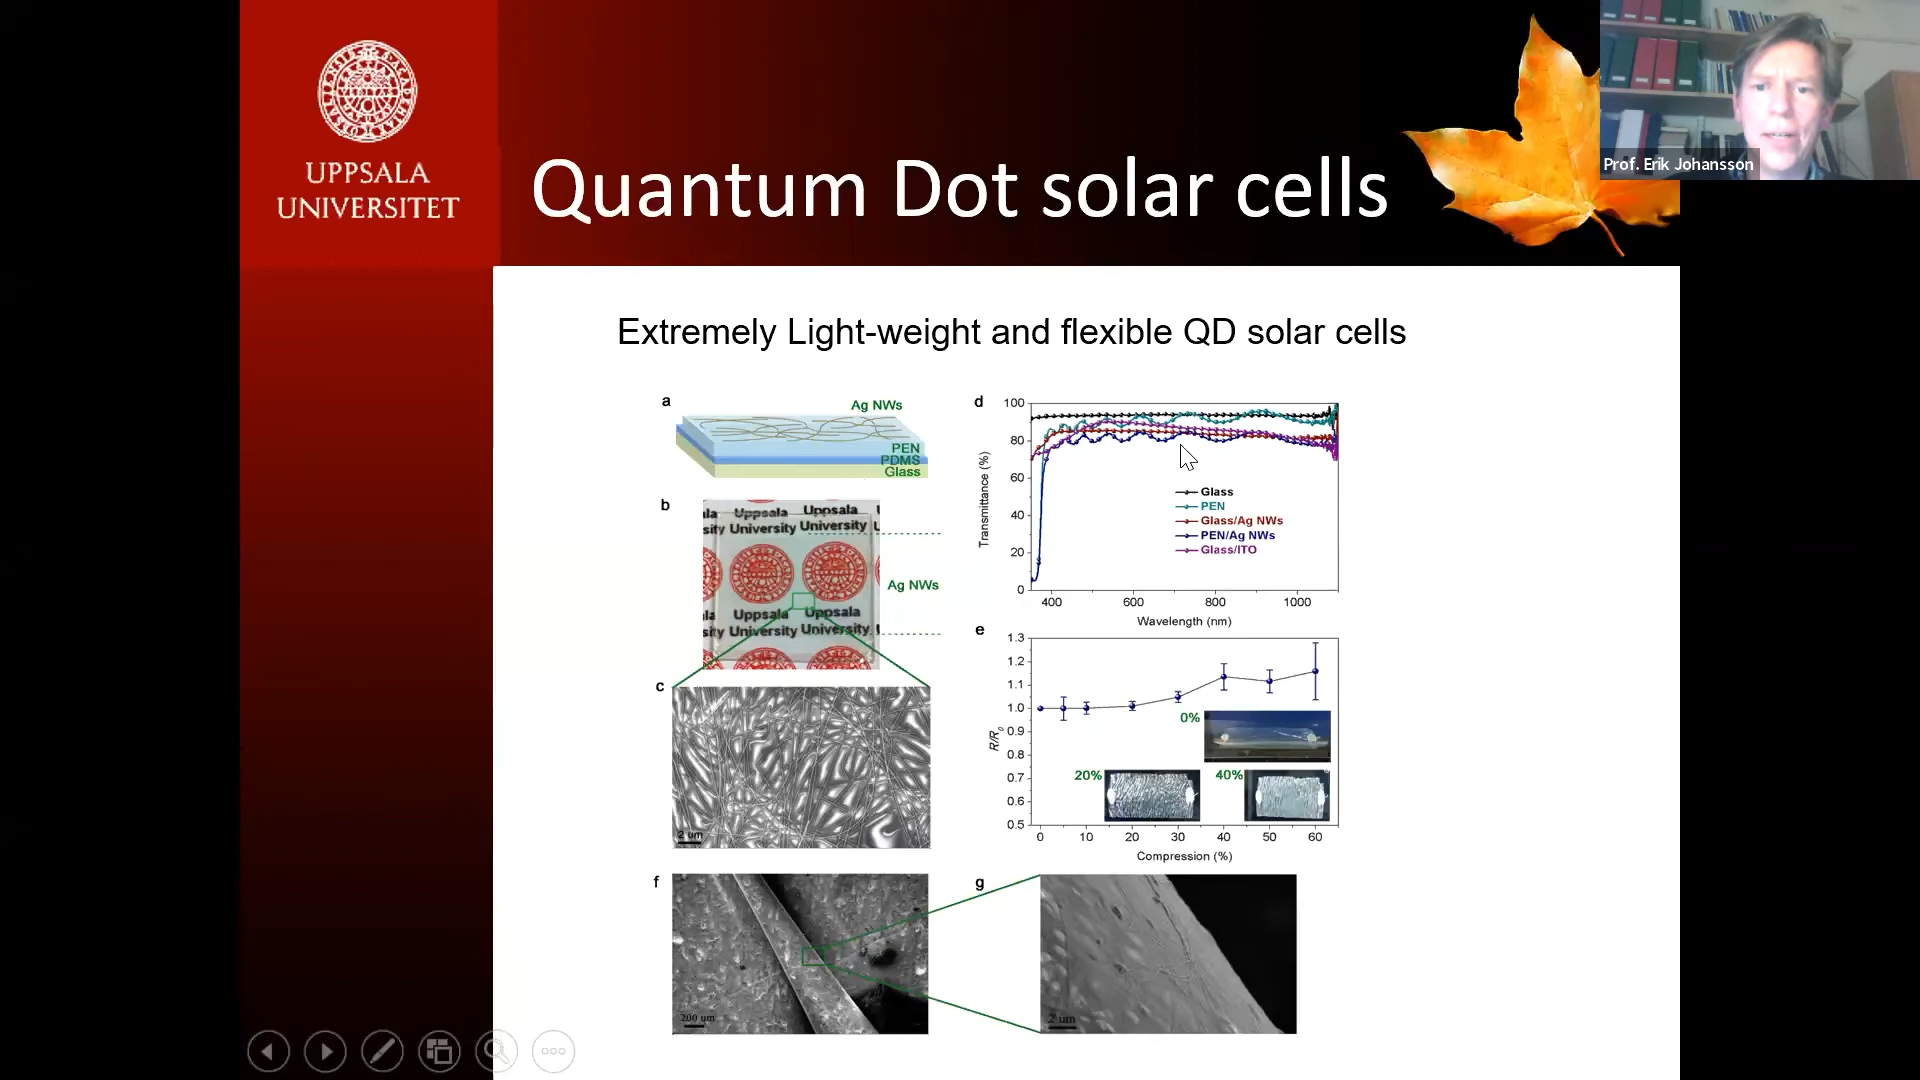 UPPSALA
UNIVERSITET
Quantum Dot solar cells
Prof. Erik Johansson
Extremely Light-weight and flexible QD solar cells
a
Ag NWs
PEN
PDMS
Glass
b
Uppsala Uppsala
University University
Uppsala Uppsala
University University
Ag NWs
c
2 um
d
100
80
60
40
20
0
Transmittance (%)
Glass
PEN
Glass/Ag NWs
PEN/Ag NWs
Glass/ITO
400 600 800 1000
Wavelength (nm)
e
1.3
1.2
1.1
1.0
0.9
0.8
0.7
0.6
0.5
R/R0
0%
20%
40%
0 10 20 30 40 50 60
Compression (%)
f
200 um
g
2 um